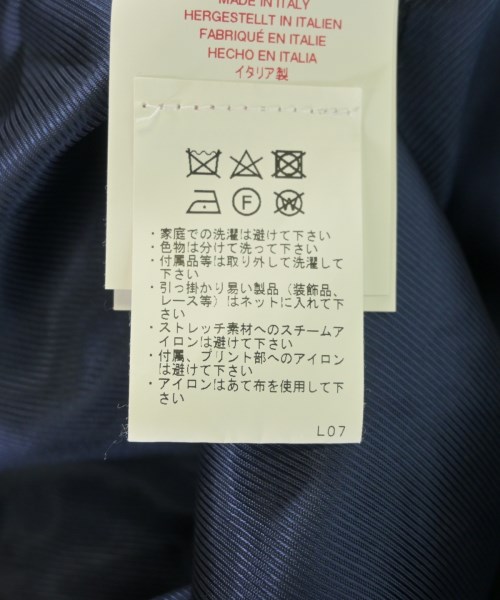 MADE IN ITALY
HERGESTELLT IN ITALIEN
FABRIQUÉ EN ITALIE
HECHO EN ITALIA
イタリア製
F W
・家庭での洗濯は避けて下さい
・色物は分けて洗って下さい
・付属品等は取り外して洗濯して
下さい
・引っ掛かり易い製品（装飾品、
レース等）はネットに入れて下
さい
・ストレッチ素材へのスチームア
イロンは避けて下さい
・付属、プリント部へのアイロン
は避けて下さい
・アイロンはあて布を使用して下
さい
L07